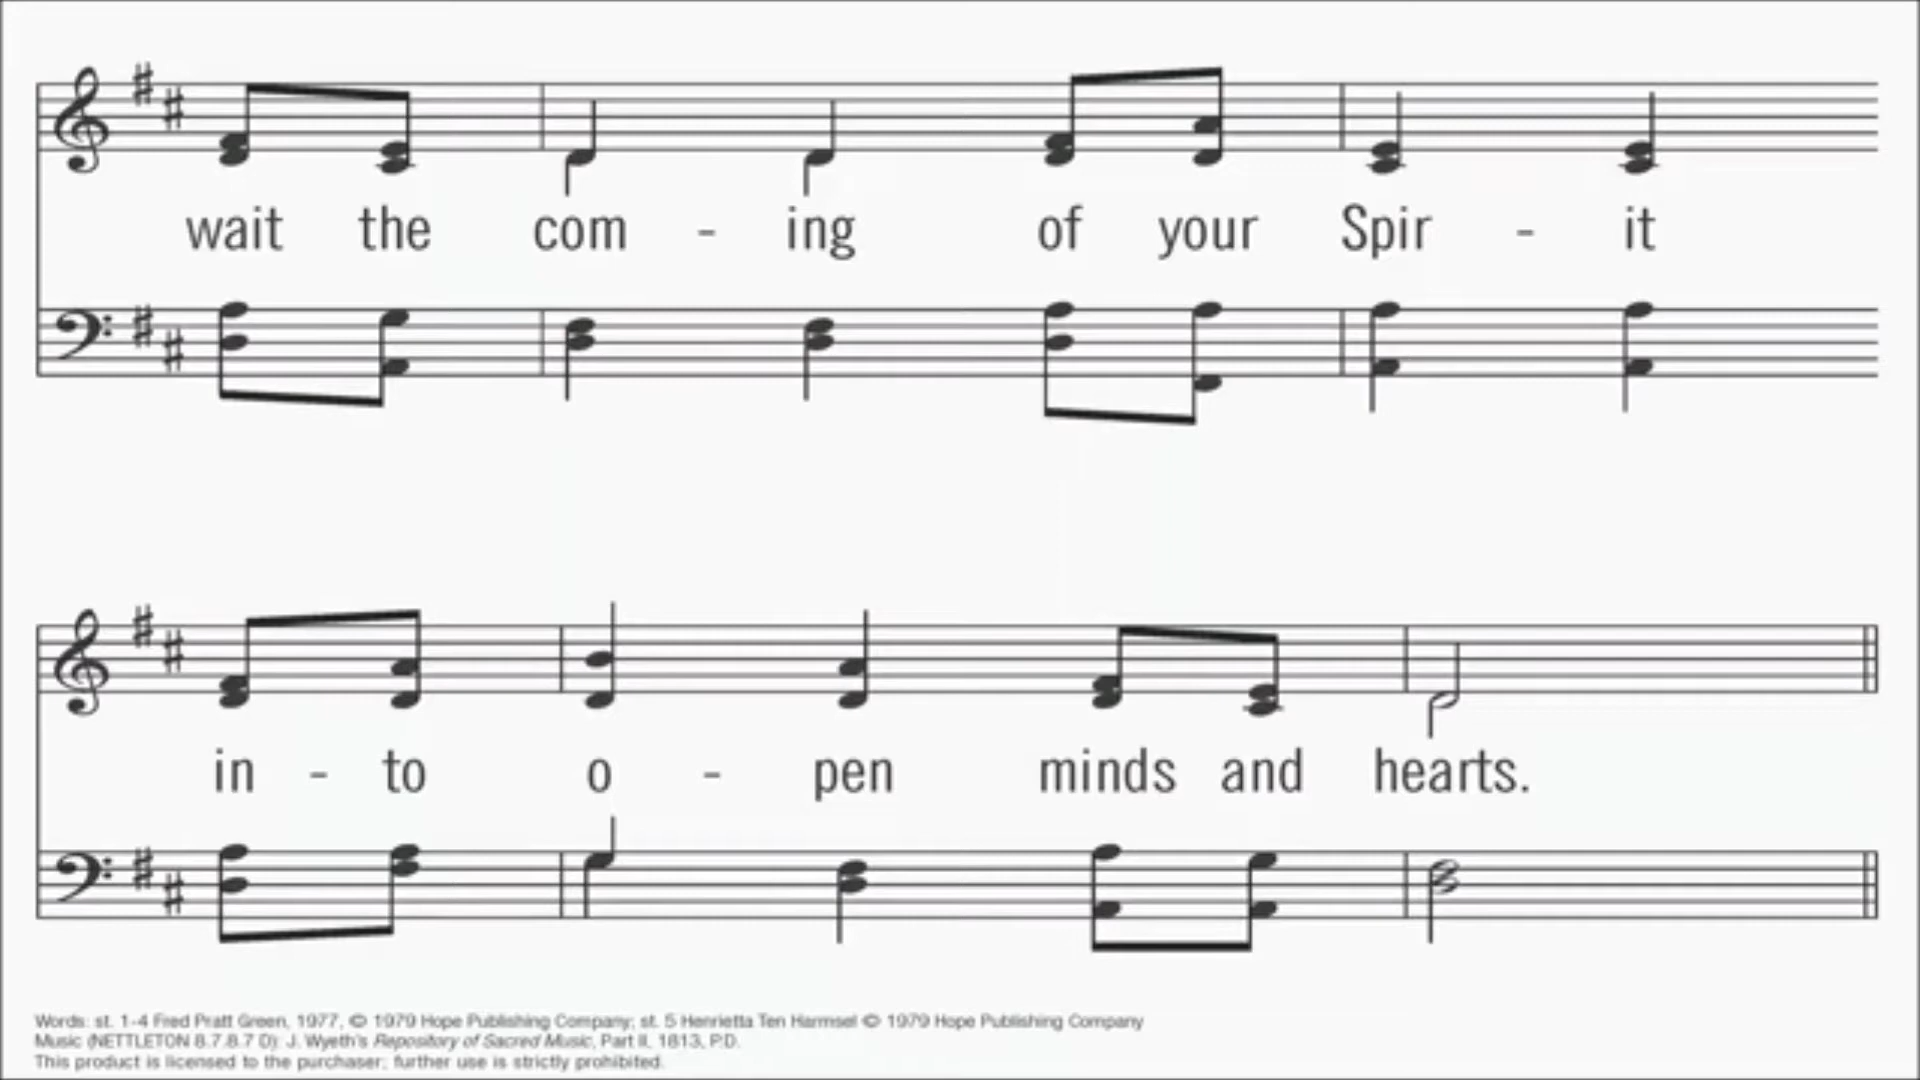 wait the com - ing of your Spir - it
in - to o - pen minds and hearts.
Words: st. 1-4 Fred Pratt Green, 1977, © 1979 Hope Publishing Company; st. 5 Henrietta Ten Harmsel © 1979 Hope Publishing Company
Music (NETTLETON 8.7.8.7 D): J. Wyeth's Repository of Sacred Music, Part II, 1813, P.D.
This product is licensed to the purchaser; further use is strictly prohibited.